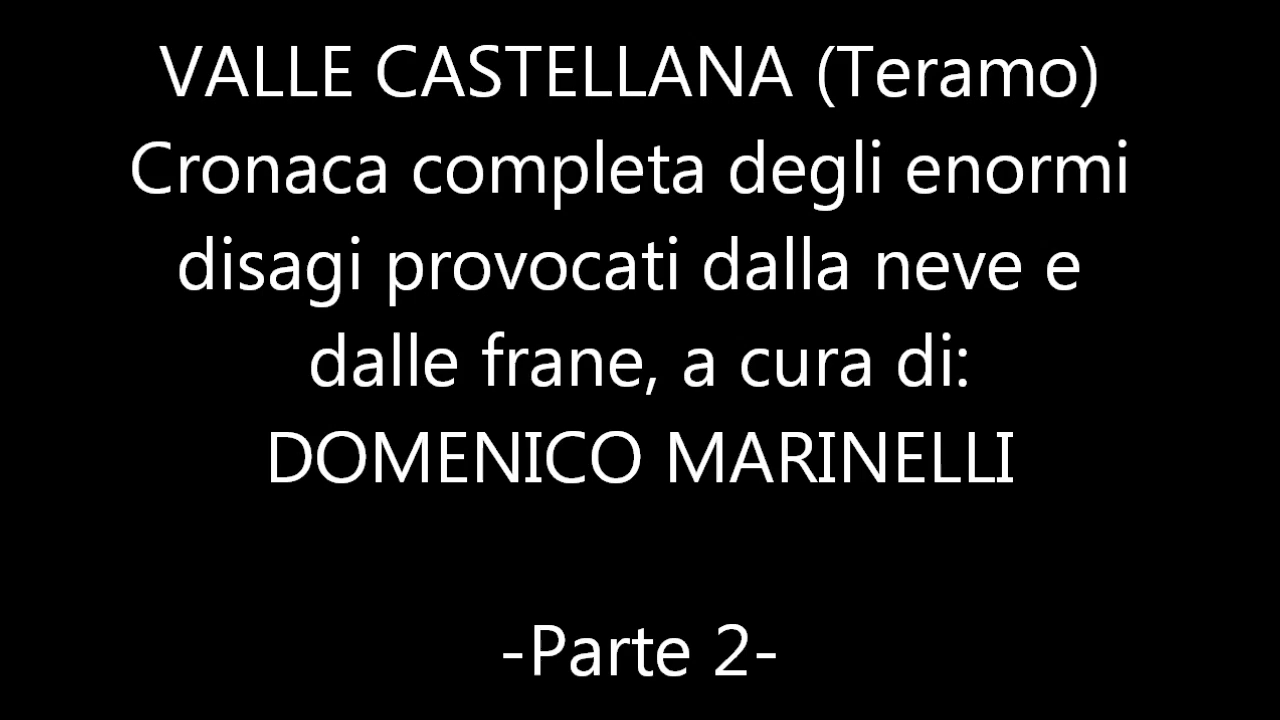 VALLE CASTELLANA (Teramo)
Cronaca completa degli enormi
disagi provocati dalla neve e
dalle frane, a cura di:
DOMENICO MARINELLI
-Parte 2-